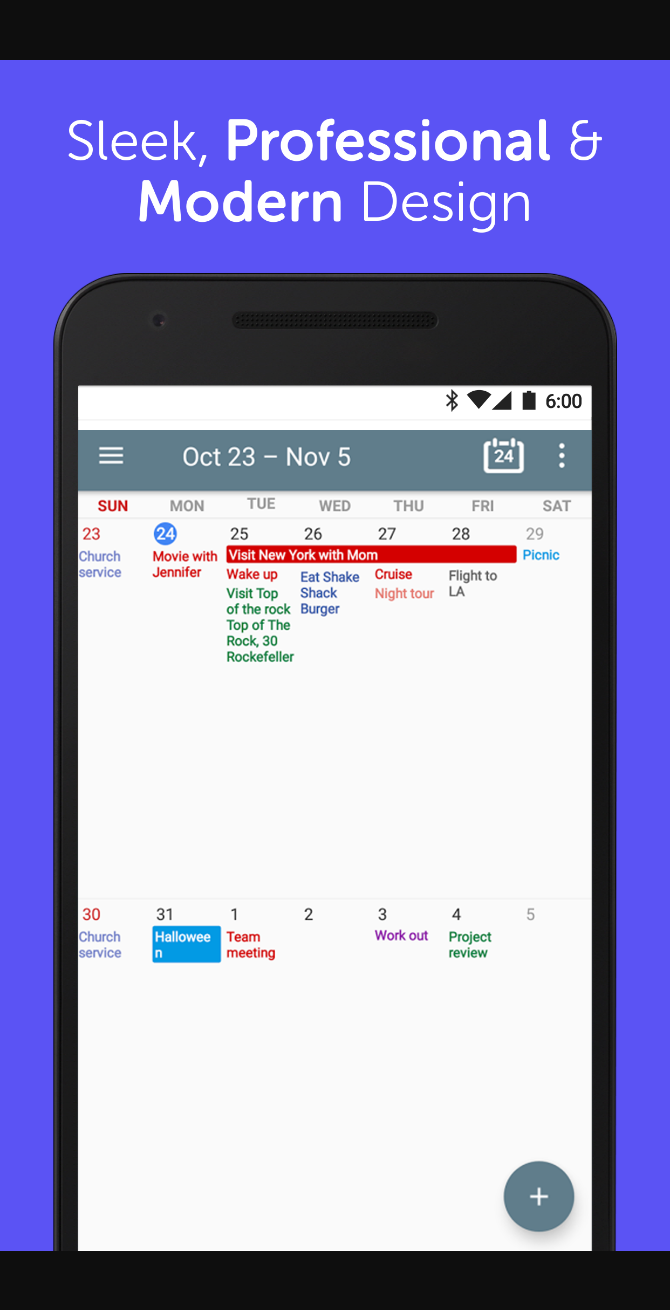 Sleek, Professional &
Modern Design
6:00
Oct 23 – Nov 5
24
SUN MON TUE WED THU FRI SAT
23 24 25 26 27 28 29
Church
service
Movie with
Jennifer
Visit New York with Mom
Wake up
Visit Top
of the rock
Top of The
Rock, 30
Rockefeller
Eat Shake
Shack
Burger
Cruise
Night tour
Flight to
LA
Picnic
30 31 1 2 3 4 5
Church
service
Hallowee
n
Team
meeting
Work out
Project
review
+